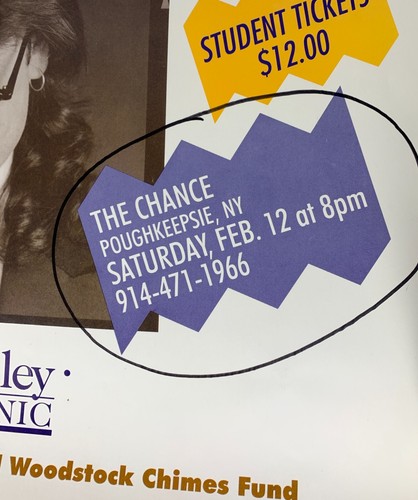 STUDENT TICKETS
$12.00
THE CHANCE
POUGHKEEPSIE, NY
SATURDAY, FEB. 12 at 8pm
914-471-1966
ley
NIC
Woodstock Chimes Fund